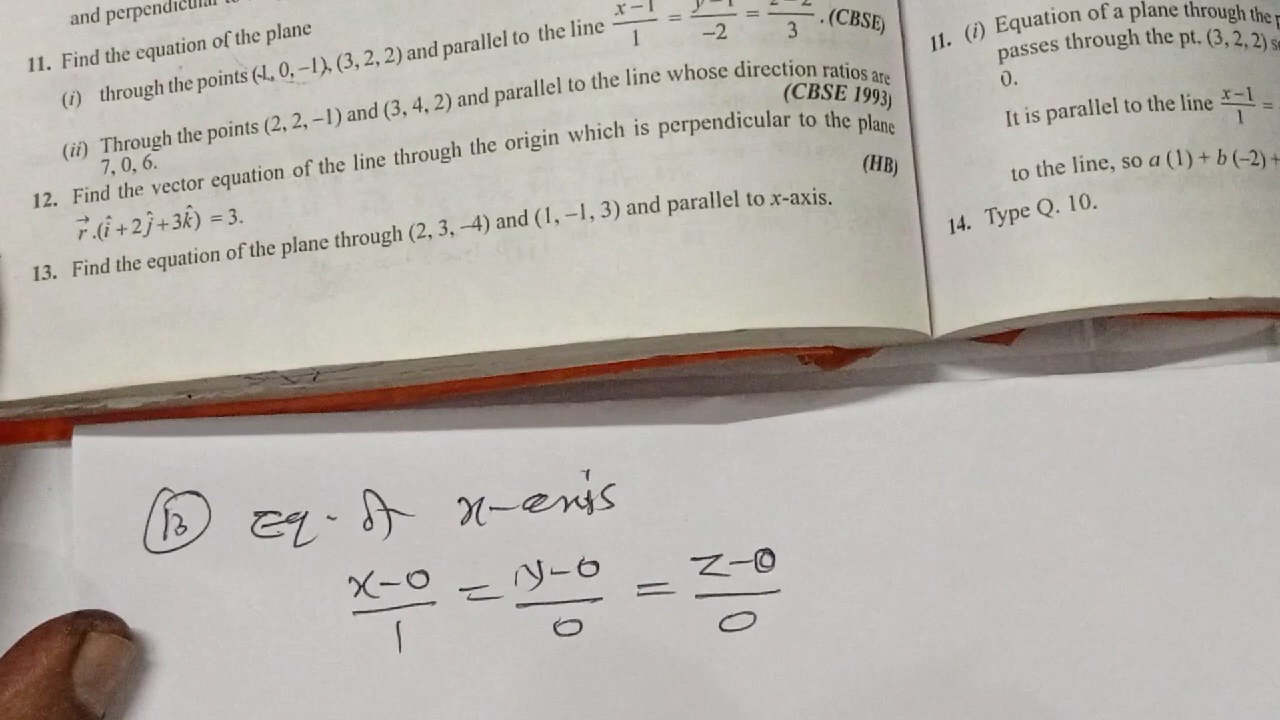 and perpendicular
11. Find the equation of the plane
(i) through the points (-1, 0, –1), (3, 2, 2) and parallel to the line x–1/1 = y–1/–2 = z–2/3 . (CBSE)
(ii) Through the points (2, 2, –1) and (3, 4, 2) and parallel to the line whose direction ratios are
7, 0, 6. (CBSE 1993)
12. Find the vector equation of the line through the origin which is perpendicular to the plane
r⃗ .(î + 2ĵ + 3k̂) = 3. (HB)
13. Find the equation of the plane through (2, 3, –4) and (1, –1, 3) and parallel to x-axis.
11. (i) Equation of a plane through the
passes through the pt. (3, 2, 2)
0.
It is parallel to the line x–1/1 =
to the line, so a (1) + b (–2) +
14. Type Q. 10.
13 Eq. of x-axis
x-0/1 = y-0/0 = z-0/0